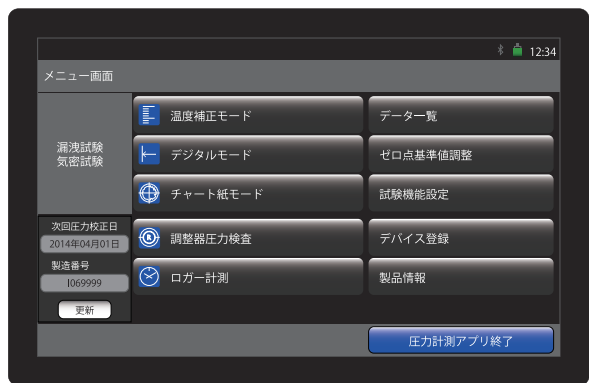 12:34
メニュー画面
漏洩試験
気密試験
温度補正モード
デジタルモード
チャート紙モード
データ一覧
ゼロ点基準値調整
試験機能設定
次回圧力校正日
2014年04月01日
製造番号
I069999
更新
R
調整器圧力検査
ロガー計測
デバイス登録
製品情報
圧力計測アプリ終了